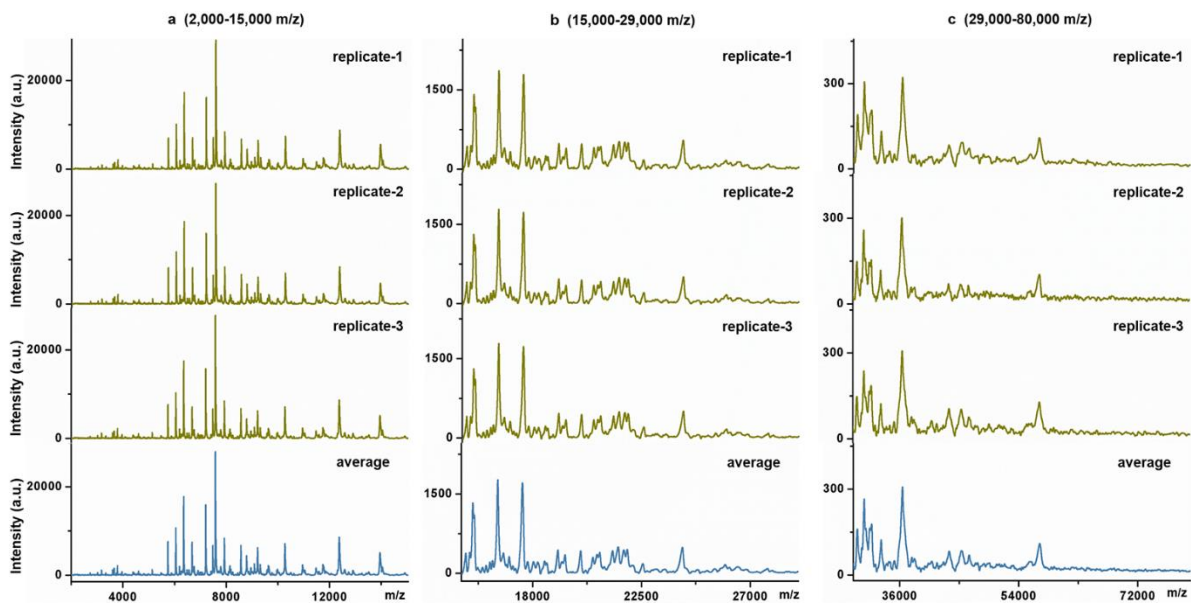 a (2,000-15,000 m/z)
b (15,000-29,000 m/z)
c (29,000-80,000 m/z)
Intensity (a.u.)
20000
0
replicate-1
1500
0
replicate-1
300
0
replicate-1
Intensity (a.u.)
20000
0
replicate-2
1500
0
replicate-2
300
0
replicate-2
Intensity (a.u.)
20000
0
replicate-3
1500
0
replicate-3
300
0
replicate-3
Intensity (a.u.)
20000
0
average
1500
0
average
300
0
average
4000 8000 12000 m/z
18000 22500 27000 m/z
36000 54000 72000 m/z